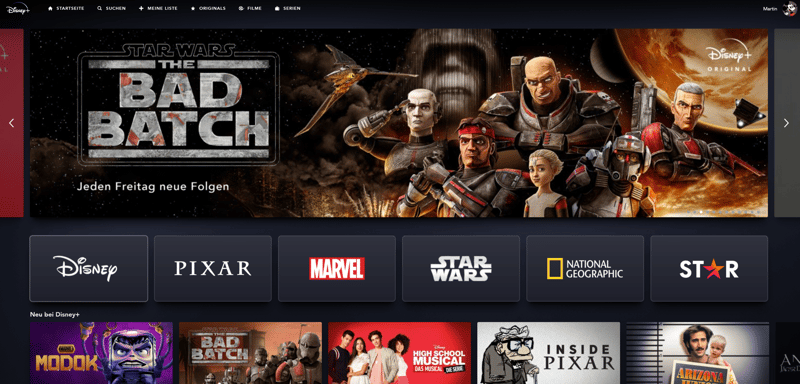 Disney+
STARTSEITE
SUCHEN
MEINE LISTE
ORIGINALS
FILME
SERIEN
Martin
STAR WARS
THE
BAD
BATCH
Jeden Freitag neue Folgen
Disney+
ORIGINAL
Disney
PIXAR
MARVEL
STAR
WARS
NATIONAL
GEOGRAPHIC
STAR
Neu bei Disney+
MARVEL
MODOK
THE
BAD
BATCH
Disney
HIGH SCHOOL
MUSICAL
DAS MUSICAL: DIE SERIE
INSIDE
PIXAR
ARIZONA